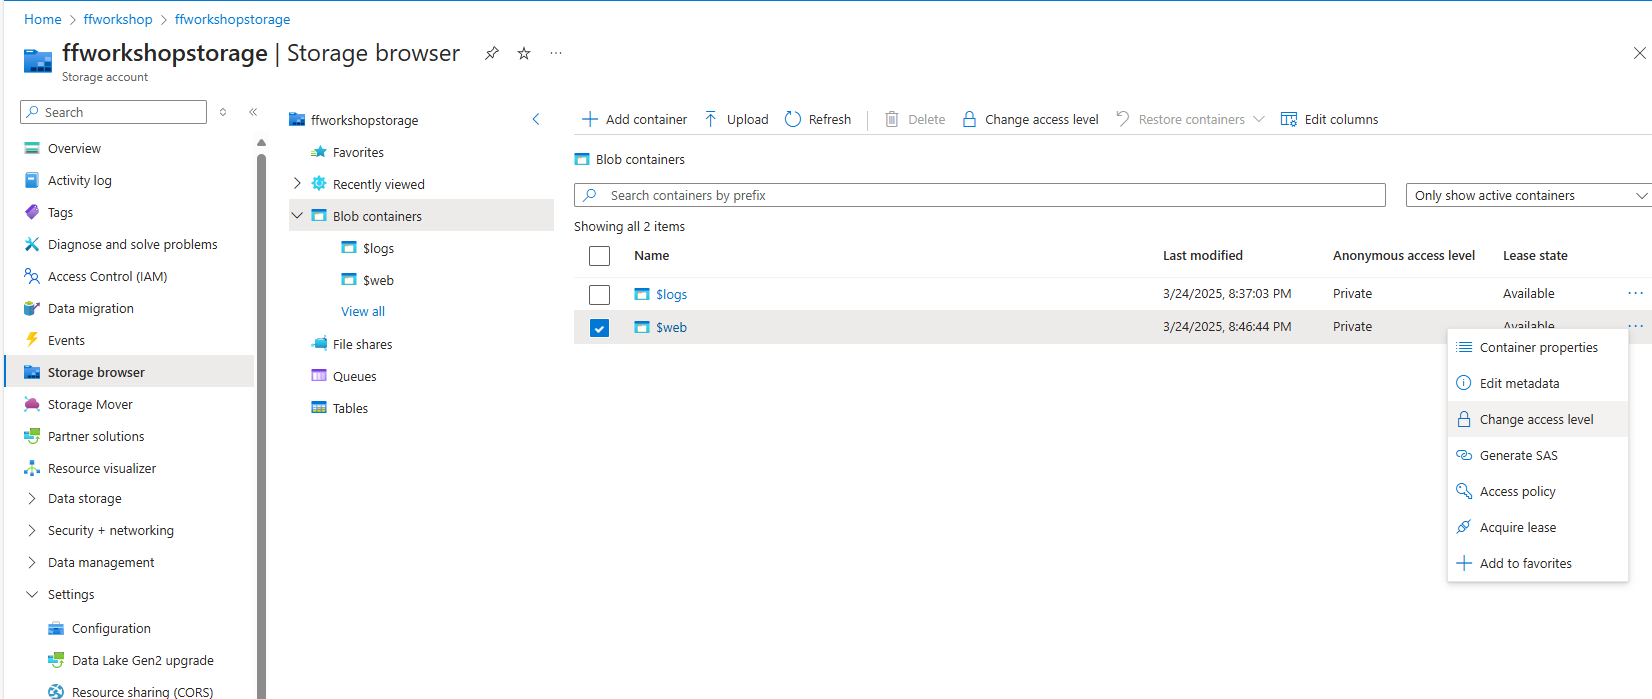 Home > ffworkshop > ffworkshopstorage
ffworkshopstorage | Storage browser
Storage account
Search
Overview
Activity log
Tags
Diagnose and solve problems
Access Control (IAM)
Data migration
Events
Storage browser
Storage Mover
Partner solutions
Resource visualizer
Data storage
Security + networking
Data management
Settings
Configuration
Data Lake Gen2 upgrade
Resource sharing (CORS)
ffworkshopstorage
Favorites
Recently viewed
Blob containers
$logs
$web
View all
File shares
Queues
Tables
Add container Upload Refresh Delete Change access level Restore containers Edit columns
Blob containers
Search containers by prefix Only show active containers
Showing all 2 items
Name Last modified Anonymous access level Lease state
$logs 3/24/2025, 8:37:03 PM Private Available
$web 3/24/2025, 8:46:44 PM Private Available
Container properties
Edit metadata
Change access level
Generate SAS
Access policy
Acquire lease
Add to favorites